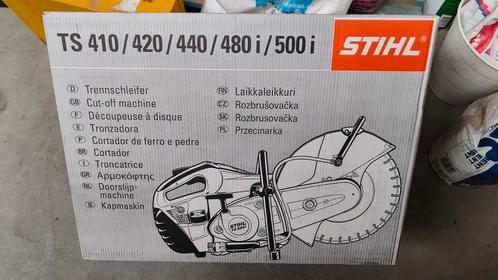 TS 410/420/440/480 i/500 i
STIHL
D Trennschleifer
GB Cut-off machine
F Découpeuse à disque
E Tronzadora
P Cortador de ferro e pedra
BR Cortador
I Troncatrice
GR Αρμοκόφτης
NL Doorslijp-
machine
S Kapmaskin
FIN Laikkaleikkuri
CZ Rozbrušovačka
SK Rozbrusovačka
PL Przecinarka
STIHL